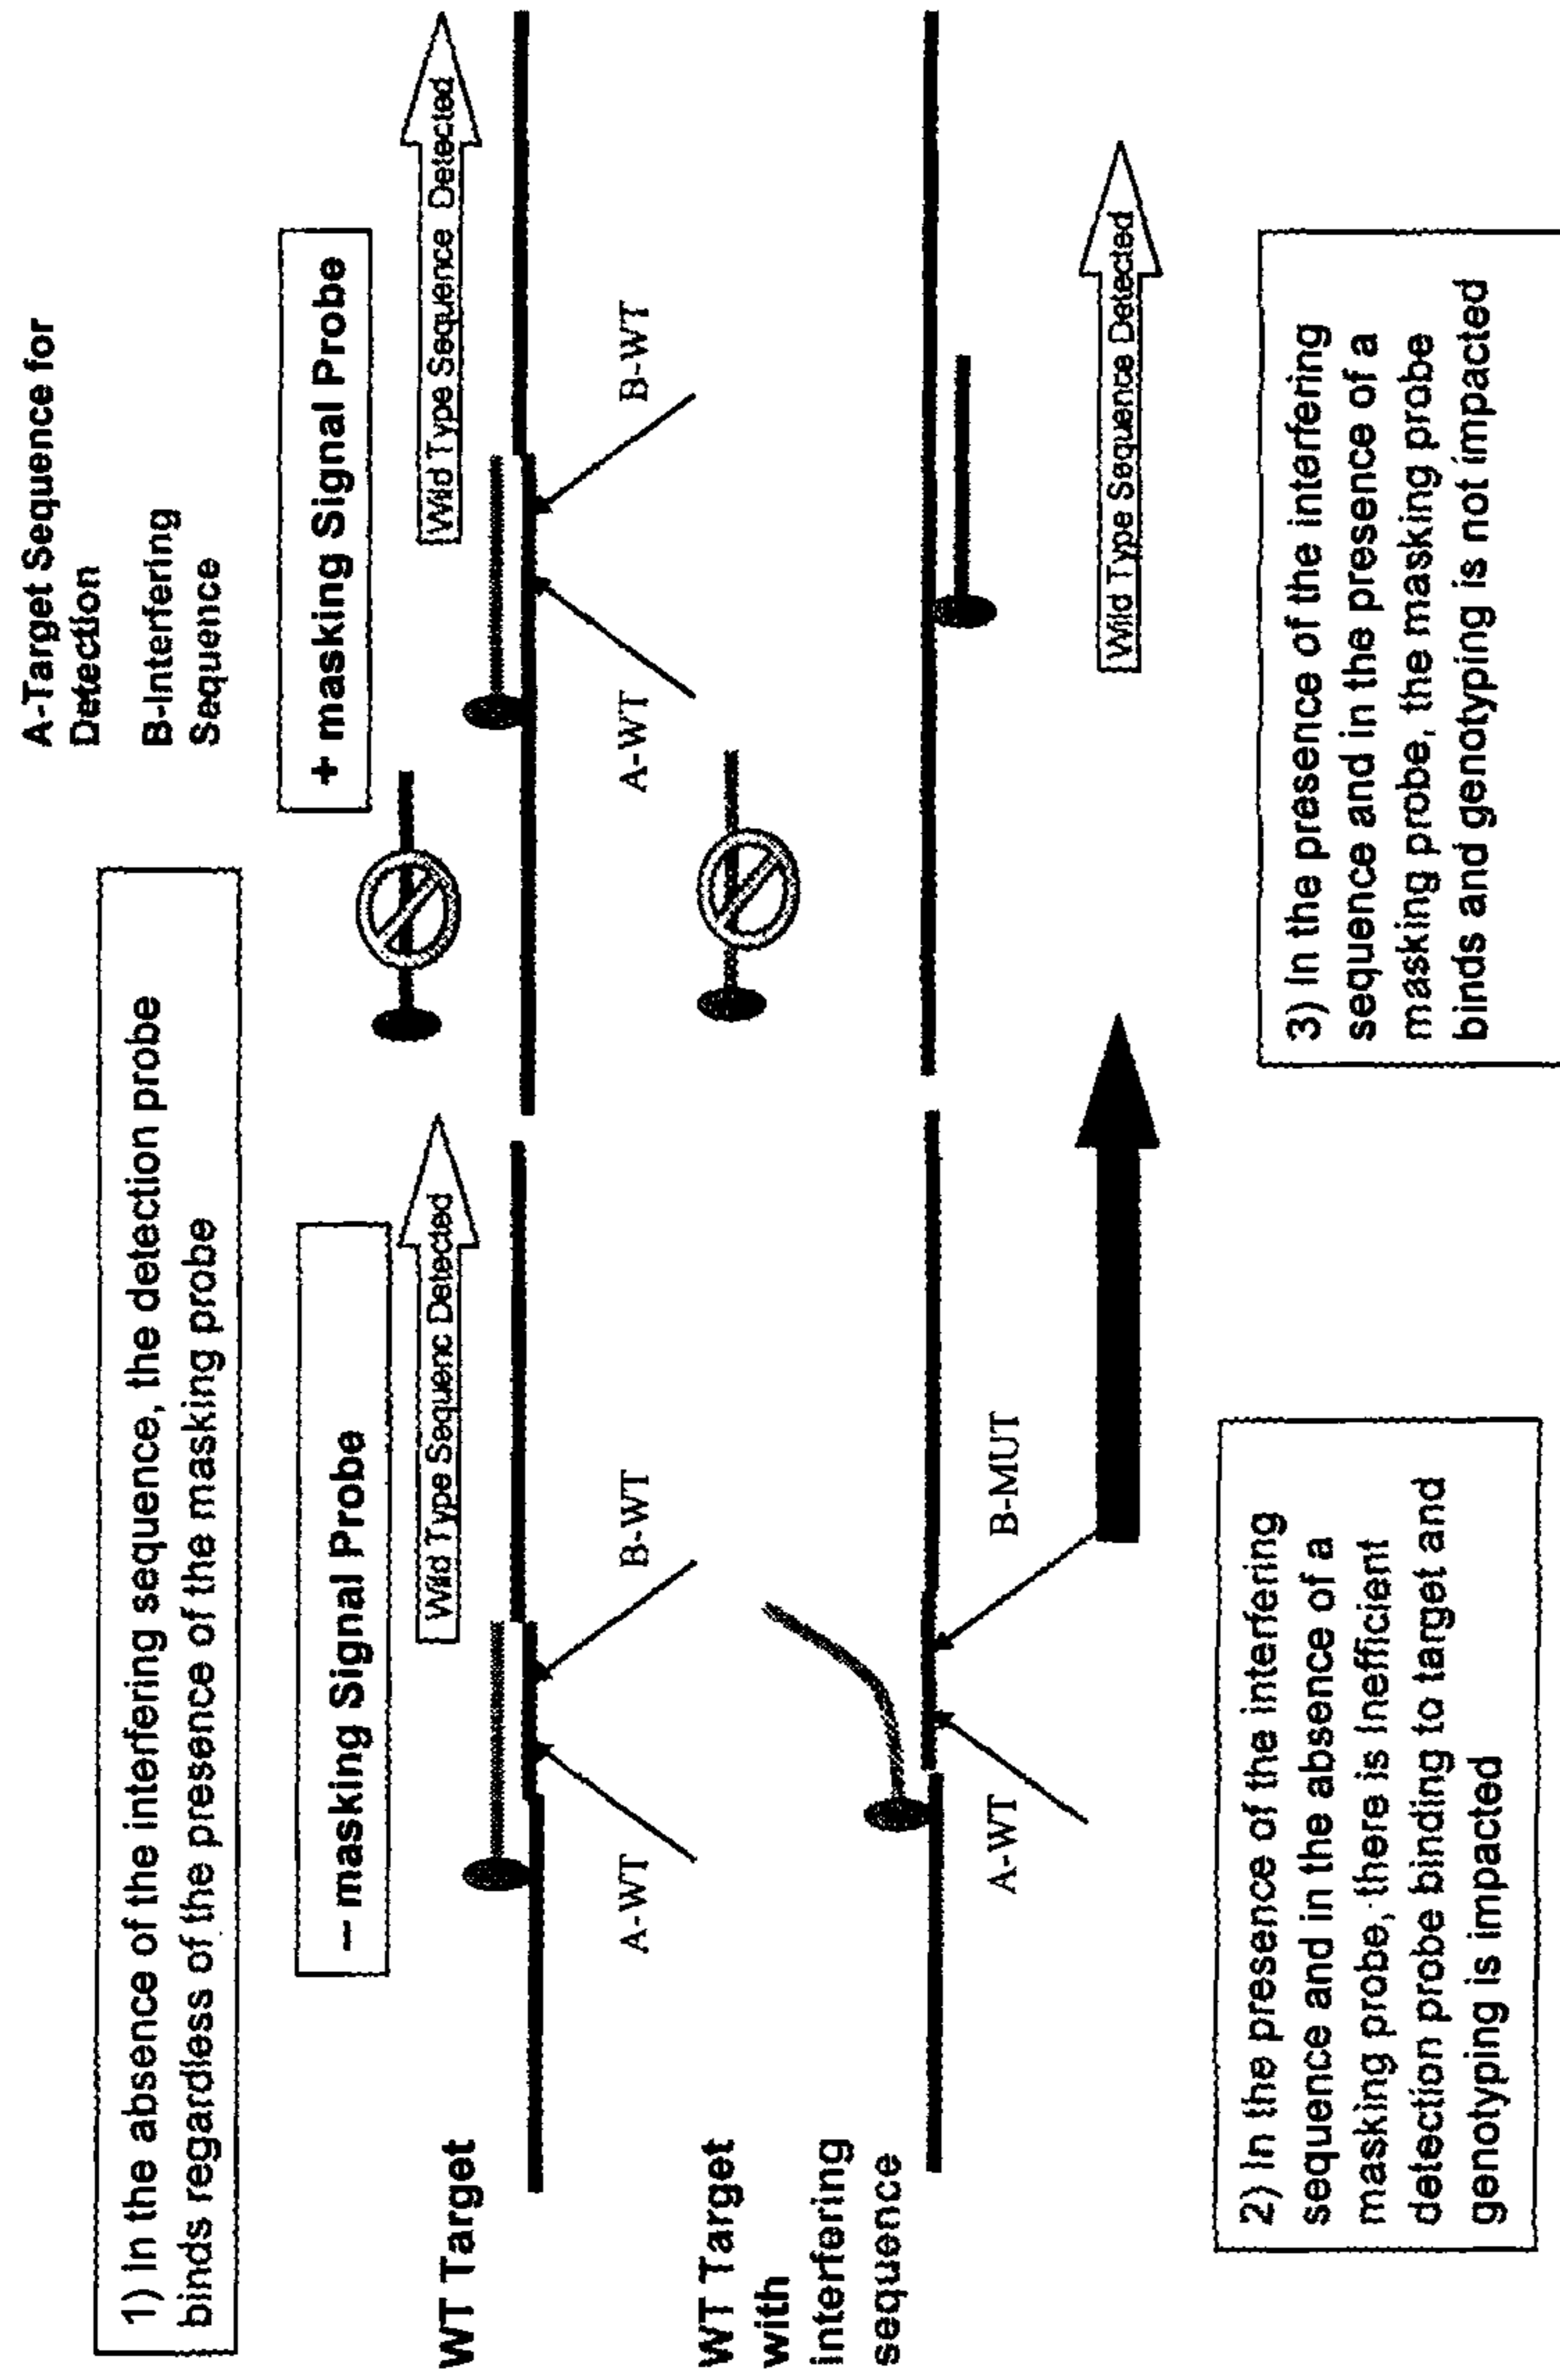 A-Target Sequence for
Detection
B-Interfering
Sequence
1) In the absence of the interfering sequence, the detection probe
binds regardless of the presence of the masking probe
– masking Signal Probe
+ masking Signal Probe
WT Target
Wild Type Sequenc Detected
Wild Type Sequence Detected
A-WT
B-WT
A-WT
B-WT
WT Target
with
interfering
sequence
A-WT
B-MUT
Wild Type Sequence Detected
2) In the presence of the interfering
sequence and in the absence of a
masking probe, there is inefficient
detection probe binding to target and
genotyping is impacted
3) In the presence of the interfering
sequence and in the presence of a
masking probe, the masking probe
binds and genotyping is not impacted